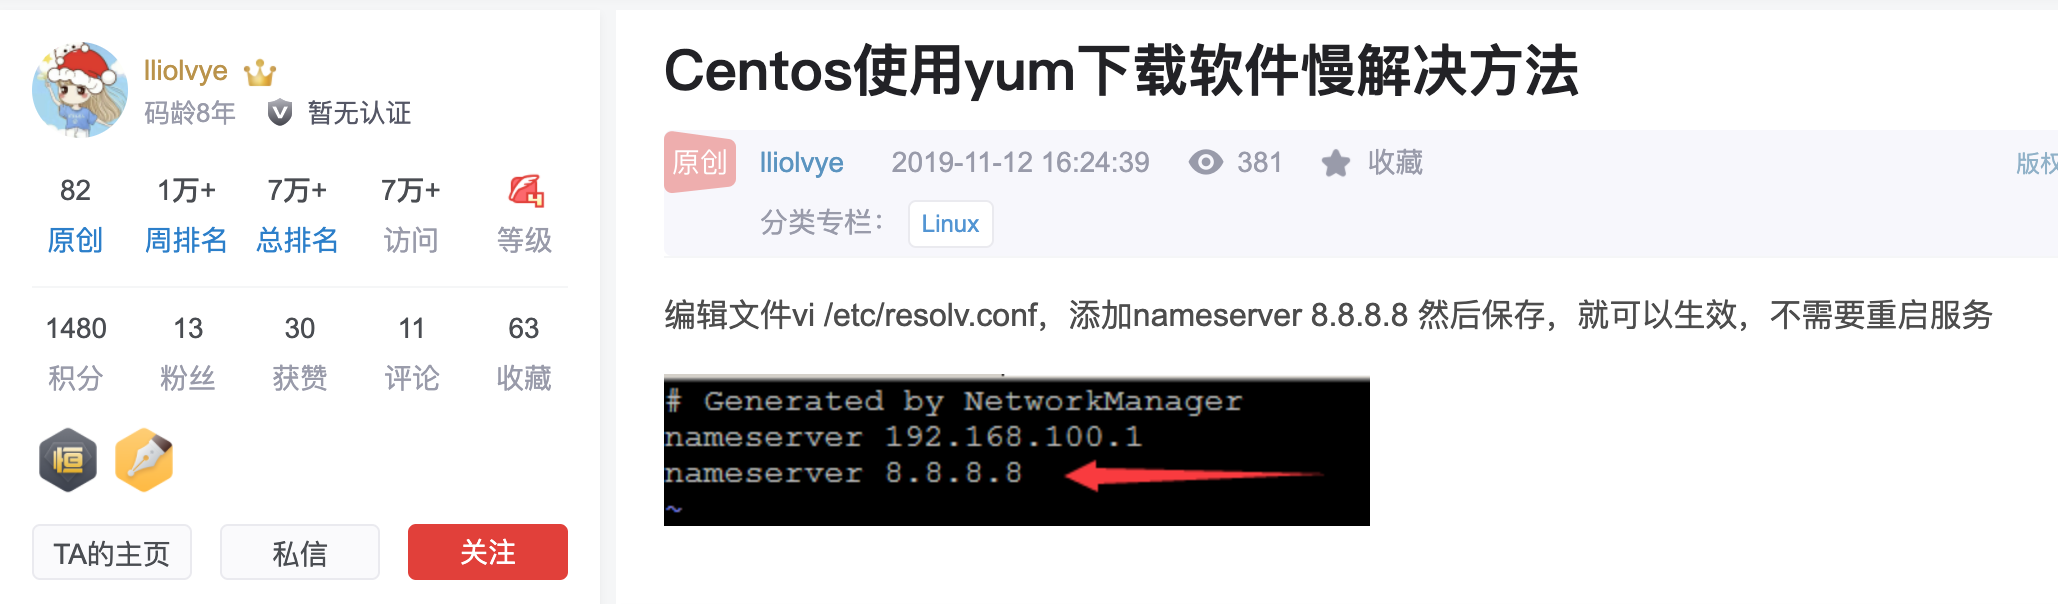 lliolvye
码龄8年 暂无认证
82 1万+ 7万+ 7万+ 4
原创 周排名 总排名 访问 等级
1480 13 30 11 63
积分 粉丝 获赞 评论 收藏
恒
TA的主页 私信 关注
Centos使用yum下载软件慢解决方法
原创 lliolvye 2019-11-12 16:24:39 381 收藏 版权
分类专栏： Linux
编辑文件vi /etc/resolv.conf，添加nameserver 8.8.8.8 然后保存，就可以生效，不需要重启服务
# Generated by NetworkManager
nameserver 192.168.100.1
nameserver 8.8.8.8
~